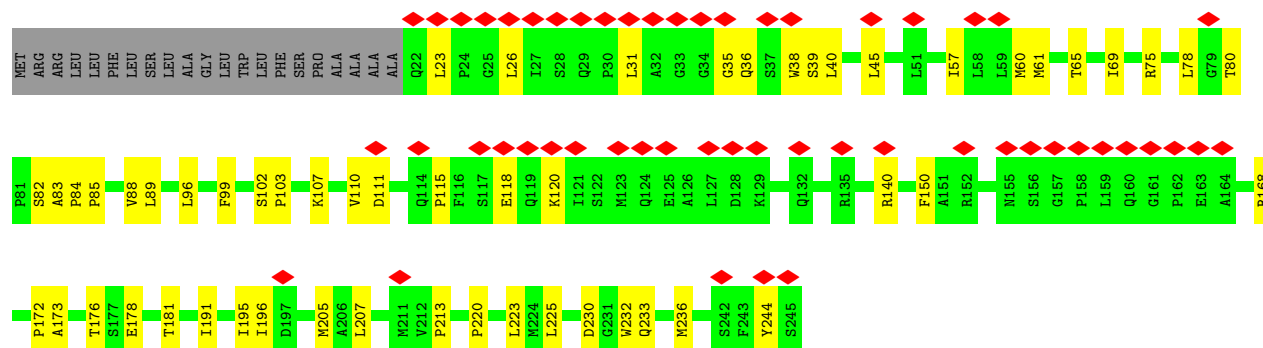 MET ARG ARG LEU LEU PHE LEU SER LEU ALA GLY LEU TRP LEU PHE SER PRO ALA ALA ALA ALA Q22 L23 P24 G25 L26 I27 S28 Q29 P30 L31 A32 G33 G34 G35 Q36 S37 W38 S39 L40 L45 L51 I57 L58 L59 M60 M61 T65 I69 R75 L78 G79 T80
P81 S82 A83 P84 P85 V88 L89 L96 F99 S102 P103 K107 V110 D111 Q114 P115 F116 S117 E118 Q119 K120 I121 S122 M123 Q124 E125 A126 L127 D128 K129 Q132 R135 R140 F150 A151 R152 N155 S156 G157 P158 L159 Q160 G161 P162 E163 A164 R168
P172 A173 T176 S177 E178 T181 I191 I195 I196 D197 M205 A206 L207 M211 V212 P213 P220 L223 M224 L225 D230 G231 W232 Q233 M236 S242 F243 Y244 S245